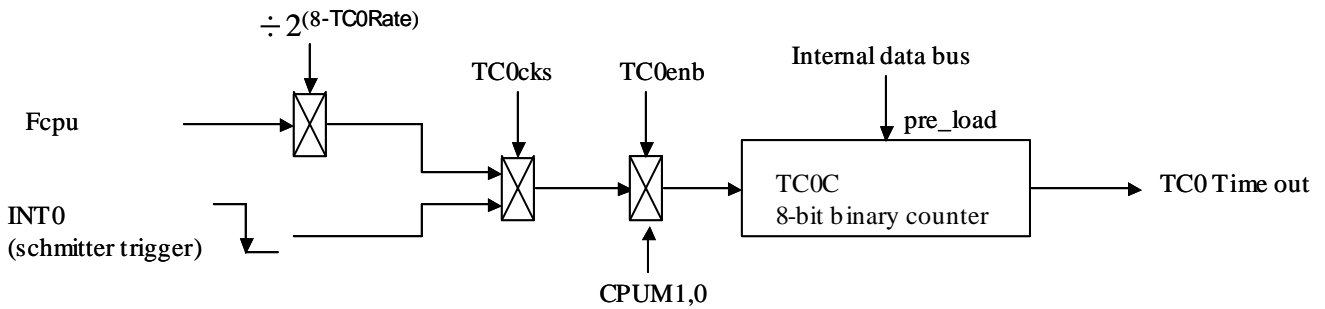 ÷2(8-TC0Rate)
TC0cks
TC0enb
Internal data bus
Fcpu
pre_load
TC0C
8-bit binary counter
TC0 Time out
INT0
(schmitter trigger)
CPUM1,0